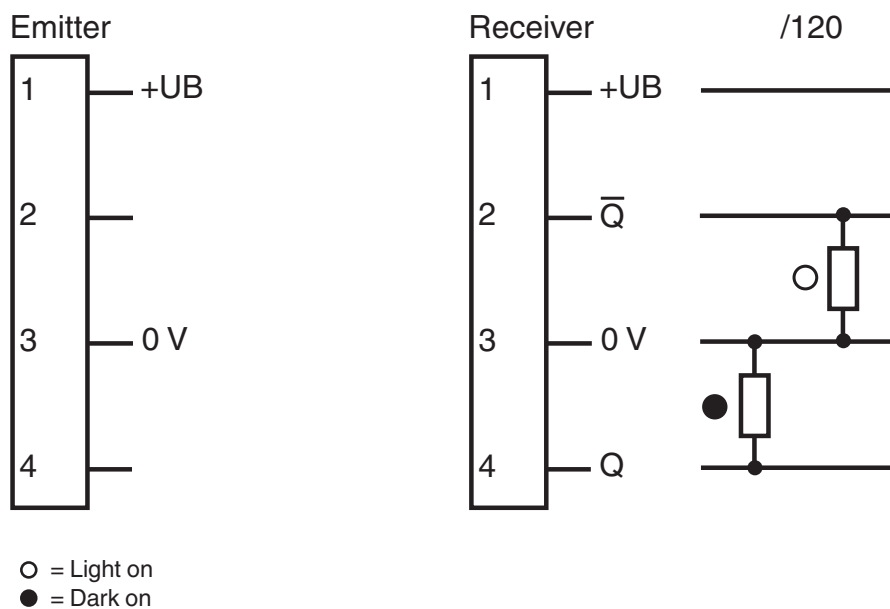 Emitter Receiver /120
1 +UB 1 +UB
2 2 Q̅
3 0 V 3 0 V
4 4 Q
= Light on
= Dark on